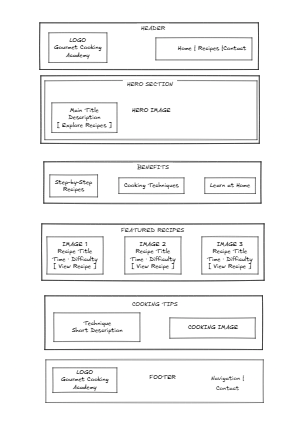 HEADER
LOGO
Gourmet Cooking
Academy
Home | Recipes |Contact
HERO SECTION
Main Title
Description
[ Explore Recipes ]
HERO IMAGE
BENEFITS
Step-by-Step
Recipes
Cooking Techniques
Learn at Home
FEATURED RECIPES
IMAGE 1
Recipe Title
Time · Difficulty
[ View Recipe ]
IMAGE 2
Recipe Title
Time · Difficulty
[ View Recipe ]
IMAGE 3
Recipe Title
Time · Difficulty
[ View Recipe ]
COOKING TIPS
Technique
Short Description
COOKING IMAGE
LOGO
Gourmet Cooking
Academy
FOOTER
Navigation |
Contact